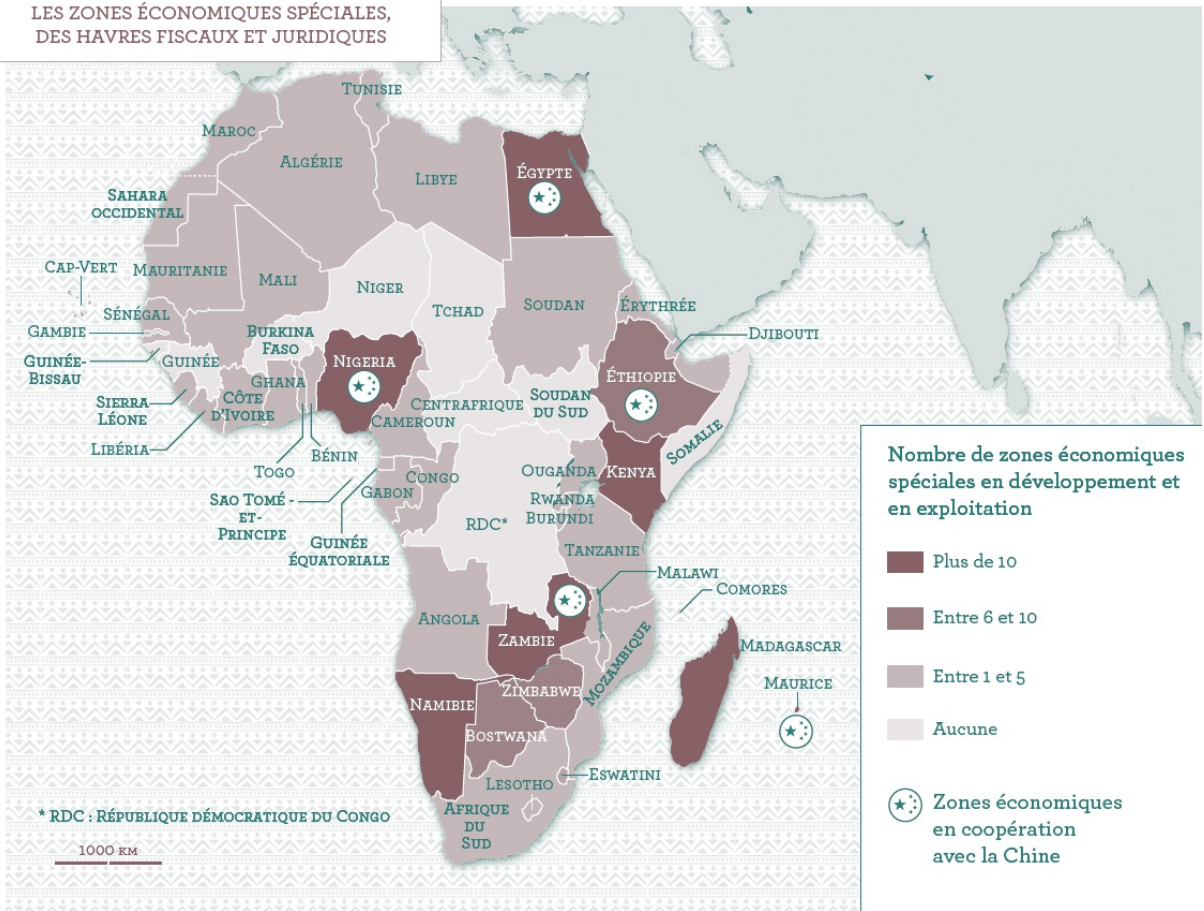 LES ZONES ÉCONOMIQUES SPÉCIALES,
DES HAVRES FISCAUX ET JURIDIQUES
TUNISIE
MAROC
ALGÉRIE
LIBYE
ÉGYPTE
SAHARA
OCCIDENTAL
CAP-VERT
MAURITANIE
MALI
NIGER
TCHAD
SOUDAN
ÉRYTHRÉE
SÉNÉGAL
GAMBIE
BURKINA
FASO
DJIBOUTI
GUINÉE-
BISSAU
GUINÉE
NIGERIA
ÉTHIOPIE
GHANA
CÔTE
D'IVOIRE
SIERRA
LÉONE
CENTRAFRIQUE
SOUDAN
DU SUD
CAMEROUN
SOMALIE
LIBÉRIA
TOGO
BÉNIN
OUGANDA
KENYA
CONGO
GABON
SAO TOMÉ -
ET-
PRINCIPE
RWANDA
BURUNDI
RDC*
GUINÉE
ÉQUATORIALE
TANZANIE
MALAWI
COMORES
ANGOLA
ZAMBIE
MOZAMBIQUE
MADAGASCAR
MAURICE
ZIMBABWE
NAMIBIE
BOSTWANA
ESWATINI
LESOTHO
AFRIQUE
DU
SUD
* RDC : RÉPUBLIQUE DÉMOCRATIQUE DU CONGO
1000 KM
Nombre de zones économiques
spéciales en développement et
en exploitation
Plus de 10
Entre 6 et 10
Entre 1 et 5
Aucune
Zones économiques
en coopération
avec la Chine